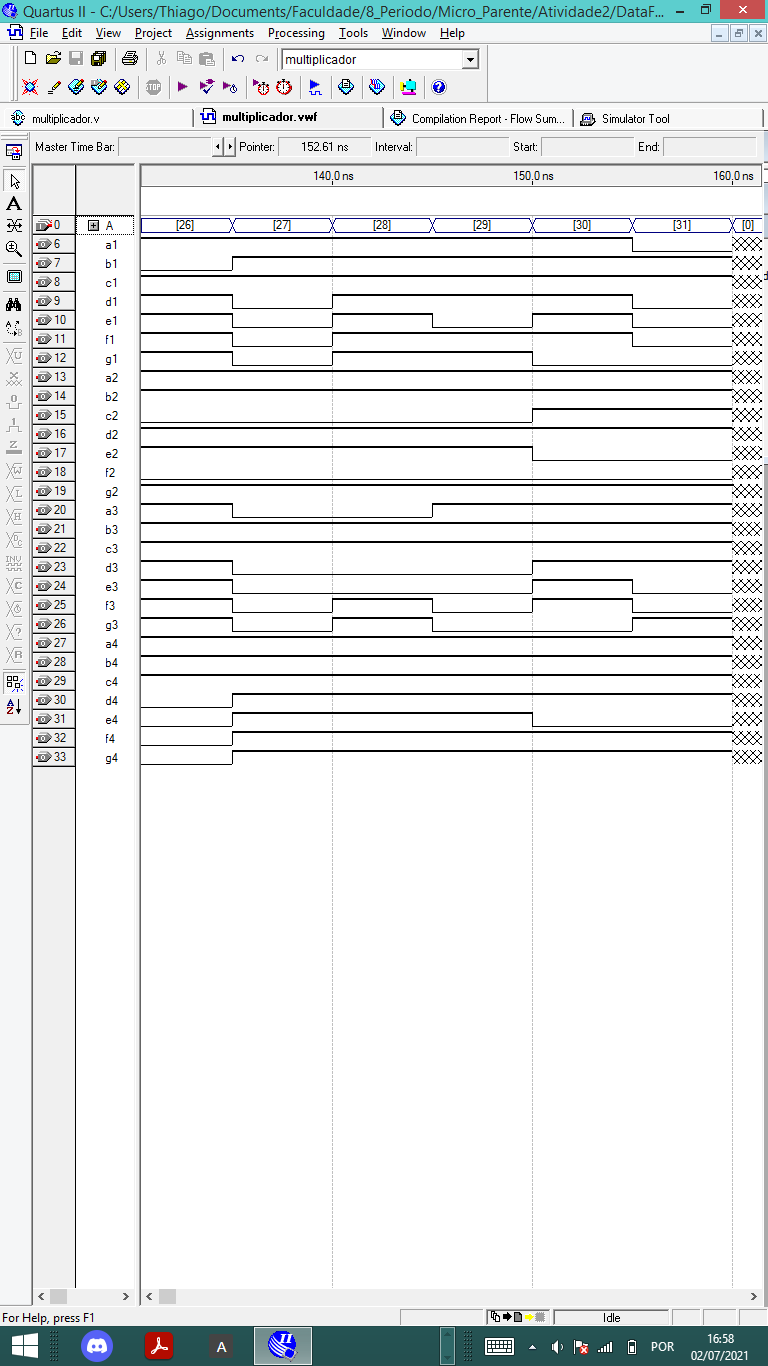 Quartus II - C:/Users/Thiago/Documents/Faculdade/8_Periodo/Micro_Parente/Atividade2/DataF...
File Edit View Project Assignments Processing Tools Window Help
multiplicador
STOP
multiplicador.v multiplicador.vwf Compilation Report - Flow Sum... Simulator Tool
Master Time Bar: Pointer: 152.61 ns Interval: Start: End:
140.0 ns 150.0 ns 160.0 ns
0 A [26] [27] [28] [29] [30] [31] [0]
6 a1
7 b1
8 c1
9 d1
10 e1
11 f1
12 g1
13 a2
14 b2
15 c2
16 d2
17 e2
18 f2
19 g2
20 a3
21 b3
22 c3
23 d3
24 e3
25 f3
26 g3
27 a4
28 b4
29 c4
30 d4
31 e4
32 f4
33 g4
For Help, press F1 Idle
POR
16:58
02/07/2021